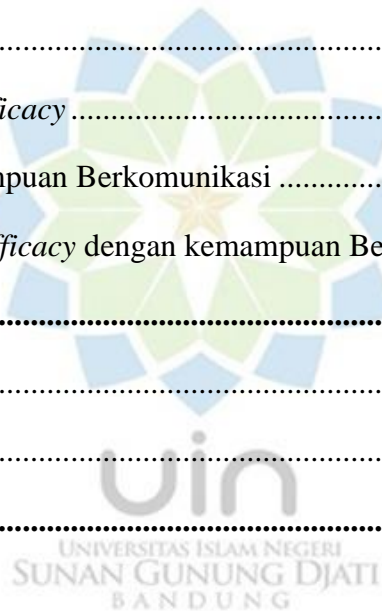 ....................................................
ficacy ....................................................
npuan Berkomunikasi ....................
fficacy dengan kemampuan Be
....................................................
....................................................
....................................................
....................................................
uin
UNIVERSITAS ISLAM NEGERI
SUNAN GUNUNG DJATI
BANDUNG